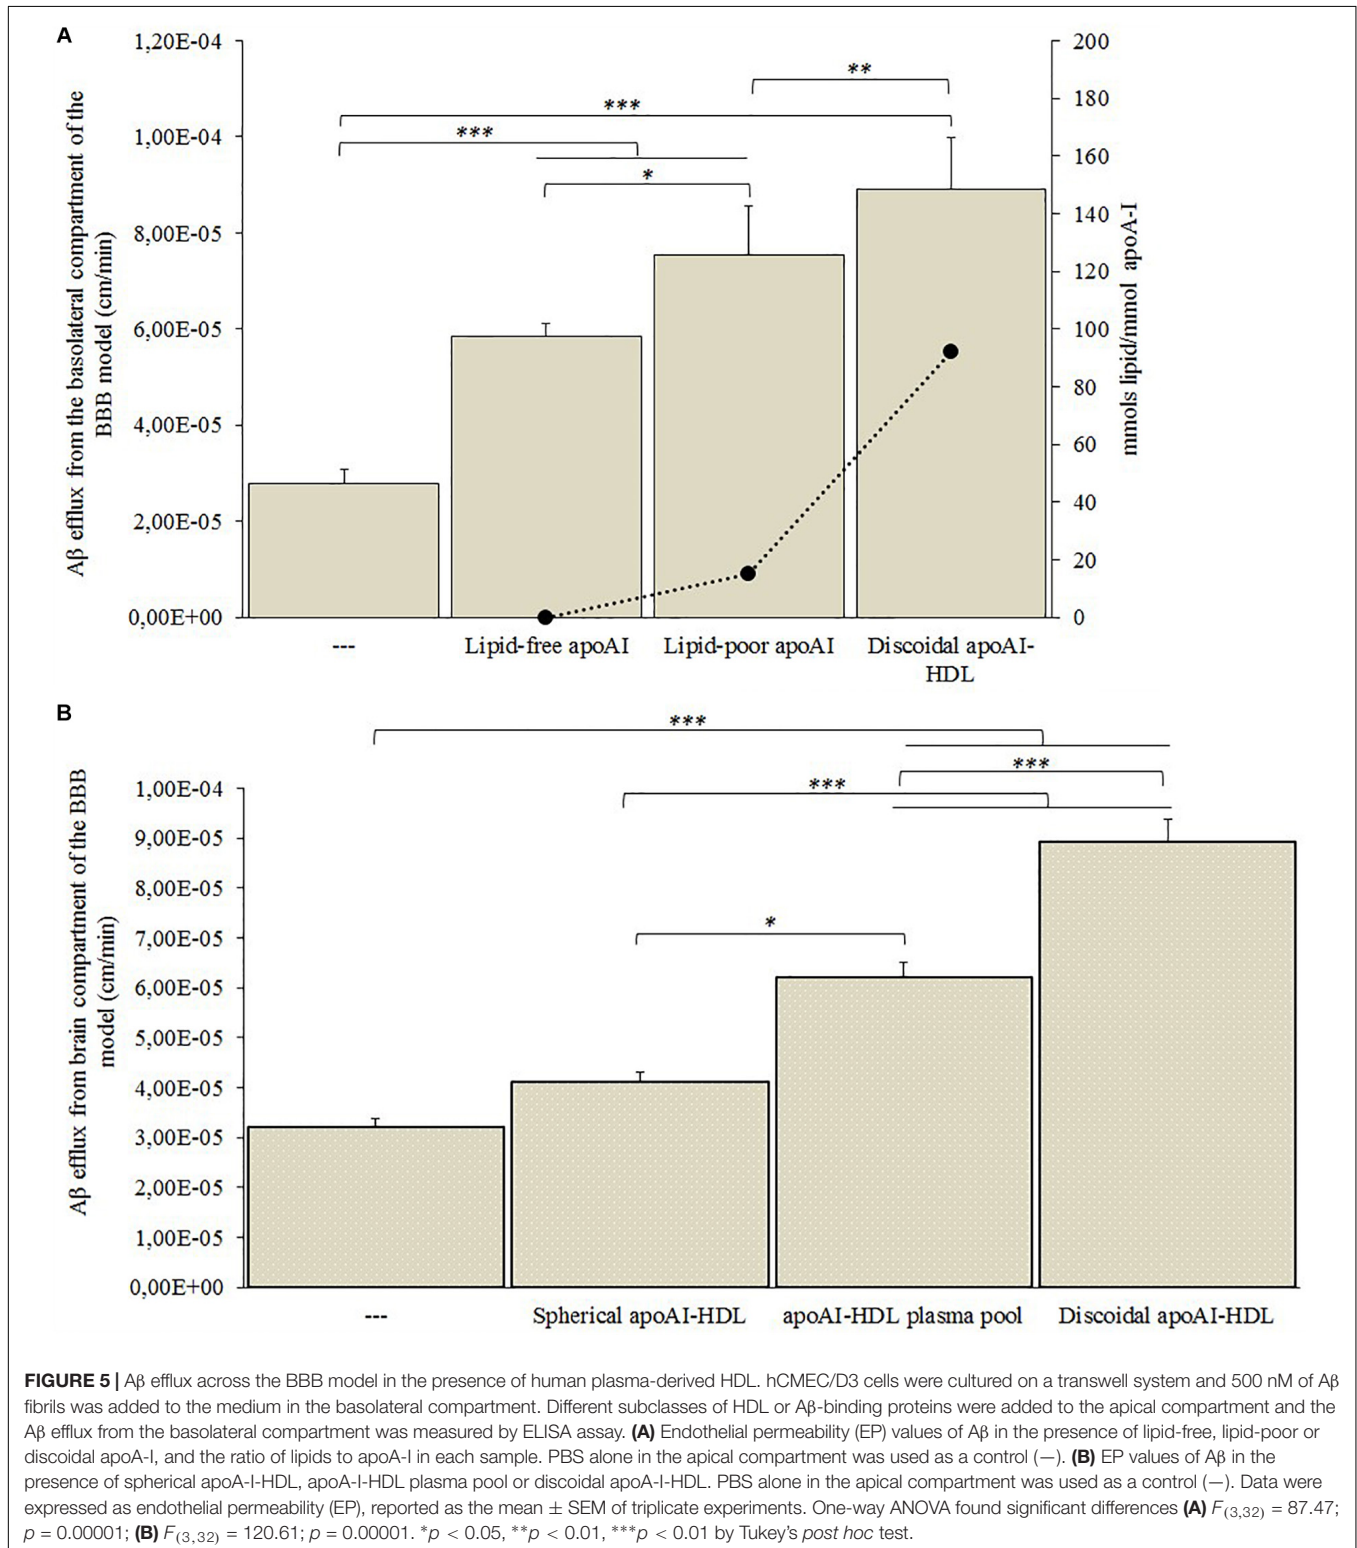 A
1,20E-04
1,00E-04
8,00E-05
6,00E-05
4,00E-05
2,00E-05
0,00E+00
Aβ efflux from the basolateral compartment of the
BBB model (cm/min)
200
180
160
140
120
100
80
60
40
20
0
mmols lipid/mmol apoA-I
**
***
***
*
---
Lipid-free apoAI
Lipid-poor apoAI
Discoidal apoAI-
HDL
B
1,00E-04
9,00E-05
8,00E-05
7,00E-05
6,00E-05
5,00E-05
4,00E-05
3,00E-05
2,00E-05
1,00E-05
0,00E+00
Aβ efflux from brain compartment of the BBB
model (cm/min)
***
***
***
*
---
Spherical apoAI-HDL
apoAI-HDL plasma pool
Discoidal apoAI-HDL
FIGURE 5 | Aβ efflux across the BBB model in the presence of human plasma-derived HDL. hCMEC/D3 cells were cultured on a transwell system and 500 nM of Aβ
fibrils was added to the medium in the basolateral compartment. Different subclasses of HDL or Aβ-binding proteins were added to the apical compartment and the
Aβ efflux from the basolateral compartment was measured by ELISA assay. (A) Endothelial permeability (EP) values of Aβ in the presence of lipid-free, lipid-poor or
discoidal apoA-I, and the ratio of lipids to apoA-I in each sample. PBS alone in the apical compartment was used as a control (—). (B) EP values of Aβ in the
presence of spherical apoA-I-HDL, apoA-I-HDL plasma pool or discoidal apoA-I-HDL. PBS alone in the apical compartment was used as a control (—). Data were
expressed as endothelial permeability (EP), reported as the mean ± SEM of triplicate experiments. One-way ANOVA found significant differences (A) F(3,32) = 87.47;
p = 0.00001; (B) F(3,32) = 120.61; p = 0.00001. *p < 0.05, **p < 0.01, ***p < 0.01 by Tukey's post hoc test.